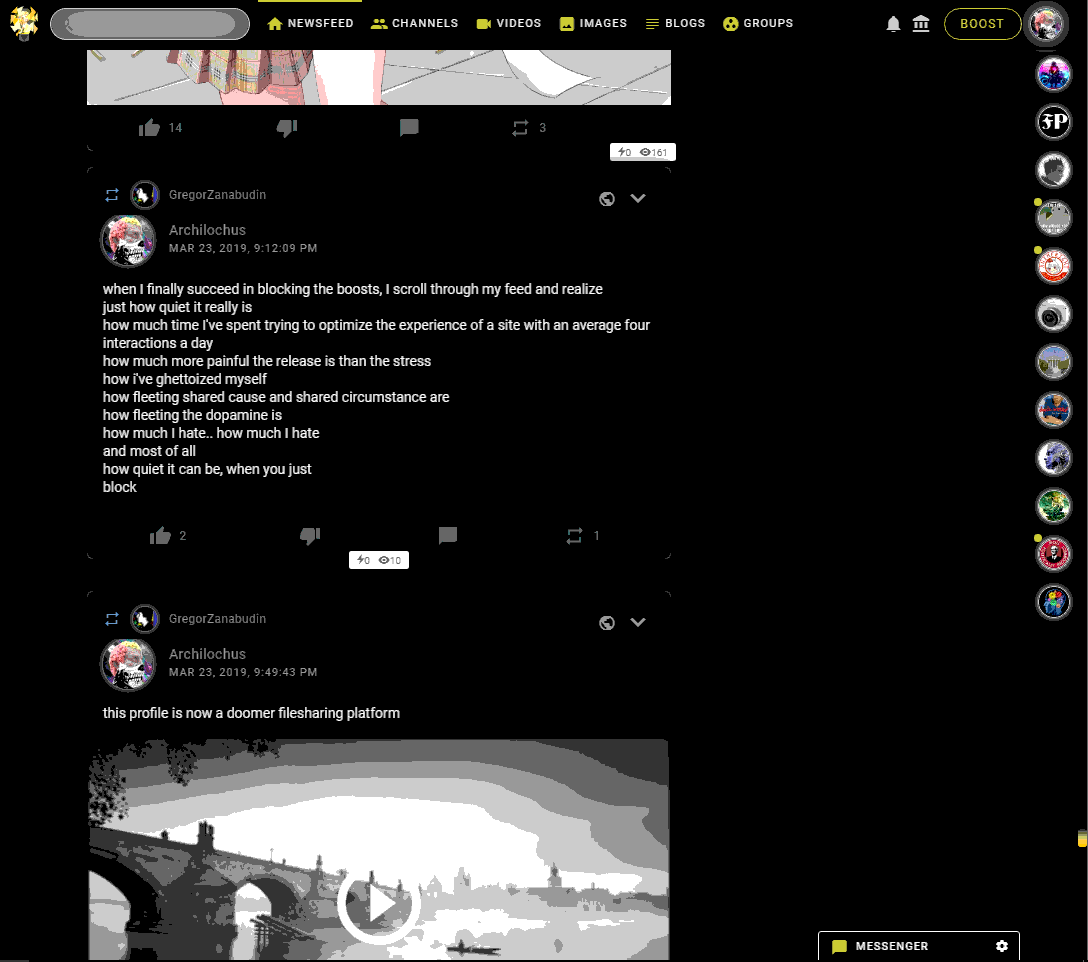 NEWSFEED CHANNELS VIDEOS IMAGES BLOGS GROUPS BOOST
14 3
0 161
GregorZanabudin
Archilochus
MAR 23, 2019, 9:12:09 PM
when I finally succeed in blocking the boosts, I scroll through my feed and realize
just how quiet it really is
how much time I've spent trying to optimize the experience of a site with an average four
interactions a day
how much more painful the release is than the stress
how i've ghettoized myself
how fleeting shared cause and shared circumstance are
how fleeting the dopamine is
how much I hate.. how much I hate
and most of all
how quiet it can be, when you just
block
2 1
0 10
GregorZanabudin
Archilochus
MAR 23, 2019, 9:49:43 PM
this profile is now a doomer filesharing platform
FP
MESSENGER